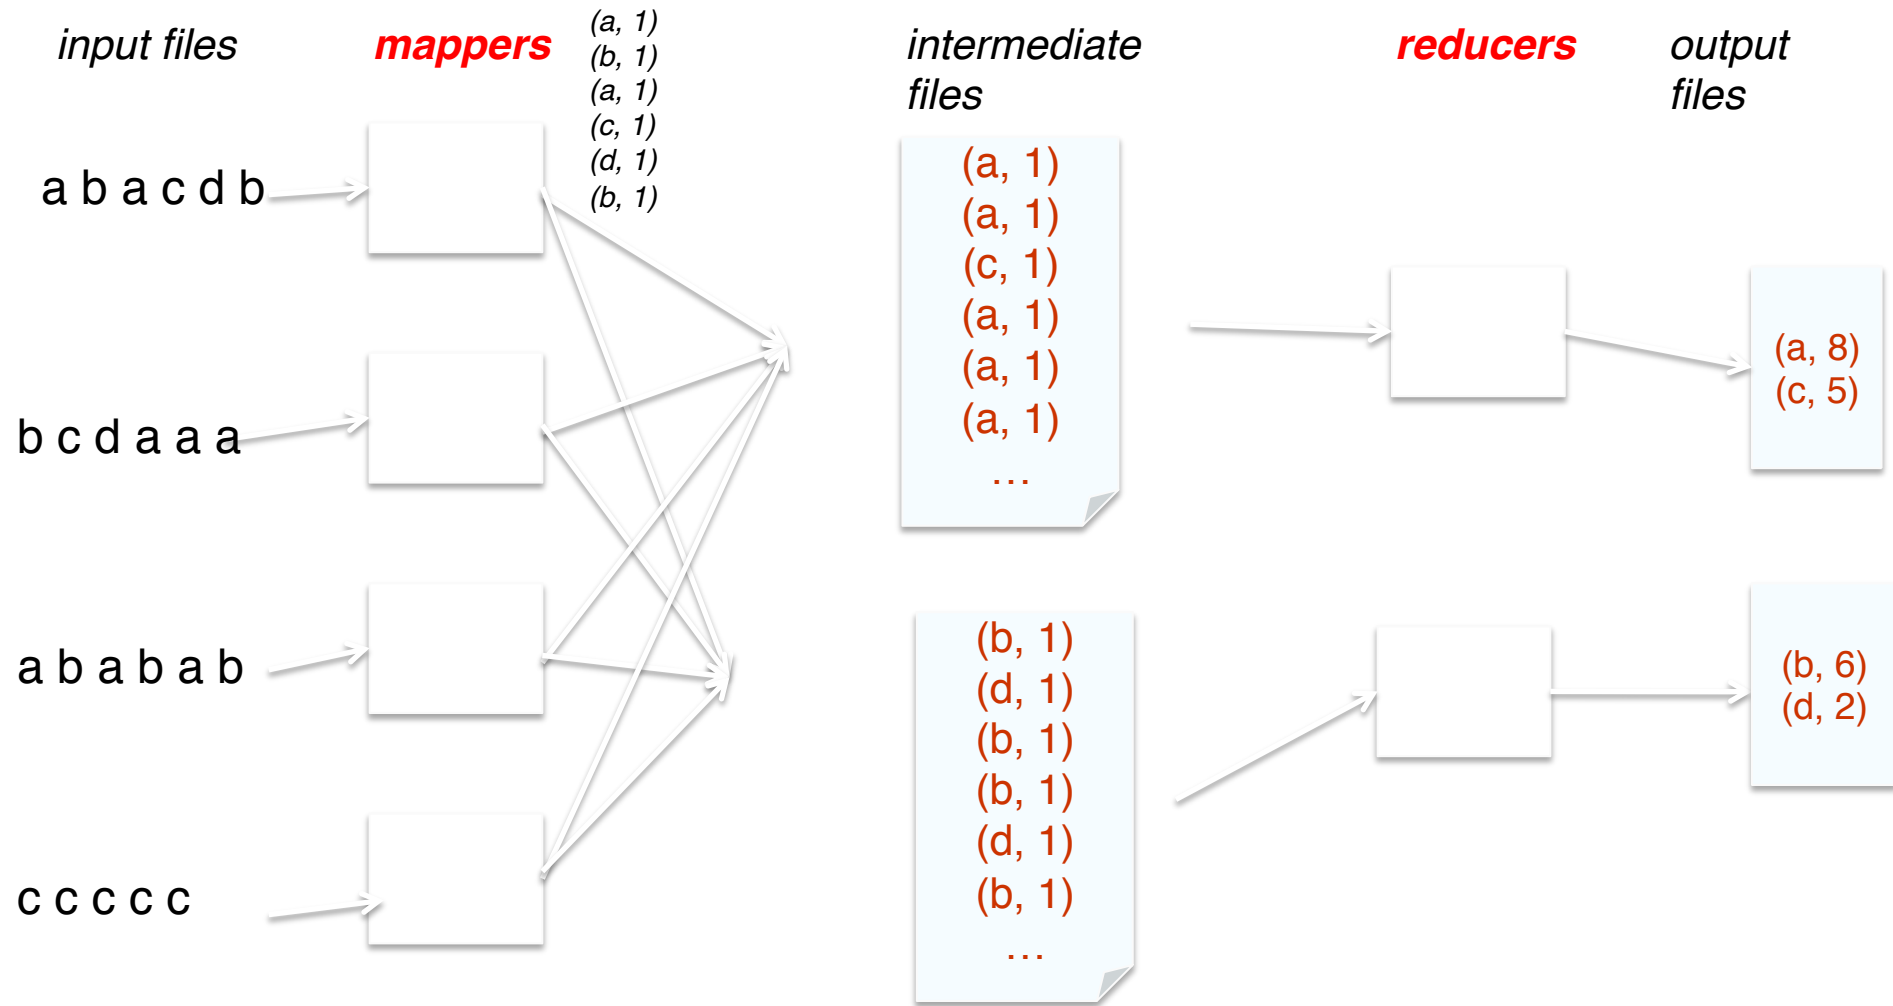 input files
mappers
(a, 1)
(b, 1)
(a, 1)
(c, 1)
(d, 1)
(b, 1)
intermediate
files
reducers
output
files
a b a c d b
b c d a a a
a b a b a b
c c c c c
(a, 1)
(a, 1)
(c, 1)
(a, 1)
(a, 1)
(a, 1)
…
(b, 1)
(d, 1)
(b, 1)
(b, 1)
(d, 1)
(b, 1)
…
(a, 8)
(c, 5)
(b, 6)
(d, 2)